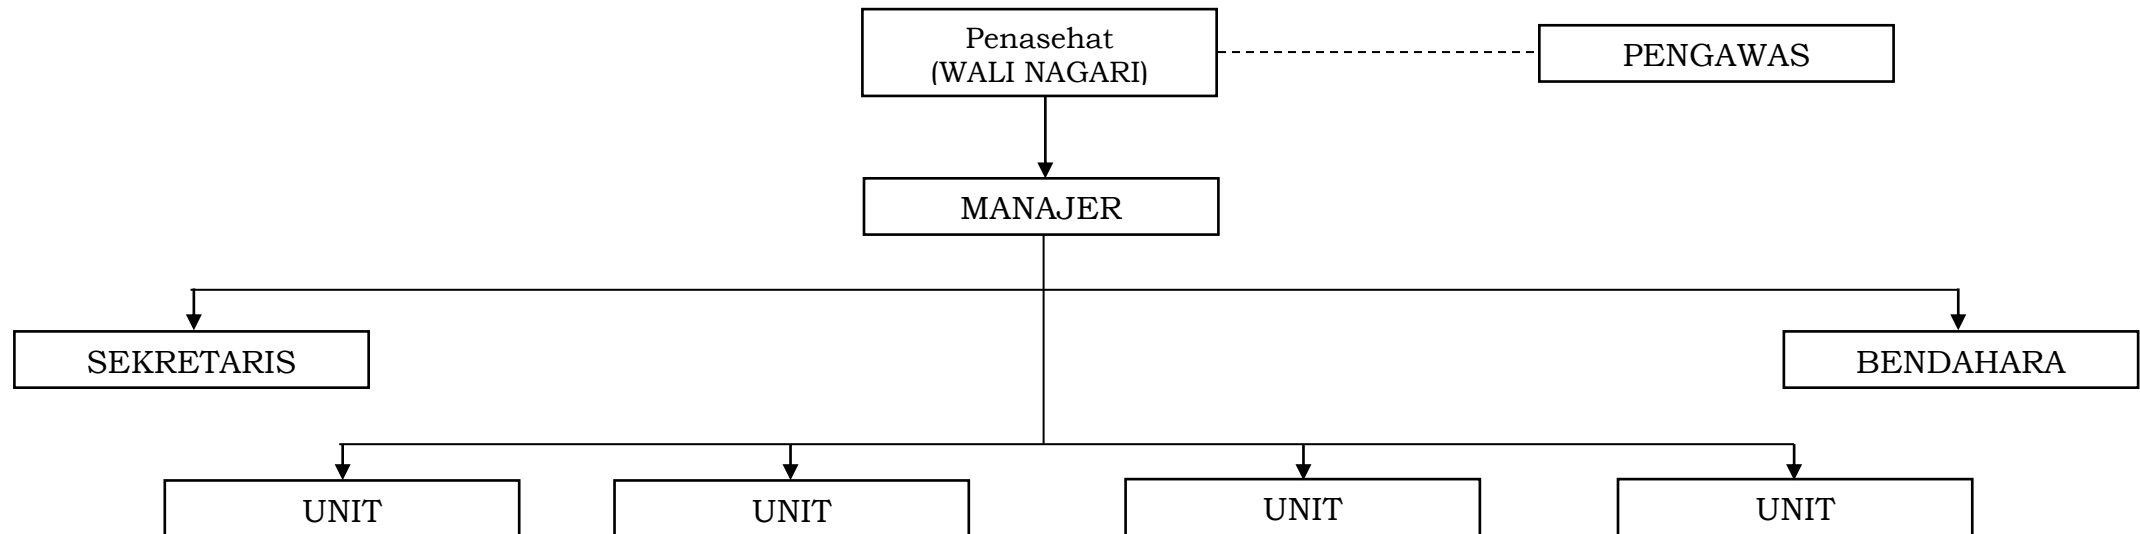 Penasehat
(WALI NAGARI)
PENGAWAS
MANAJER
SEKRETARIS
BENDAHARA
UNIT
UNIT
UNIT
UNIT